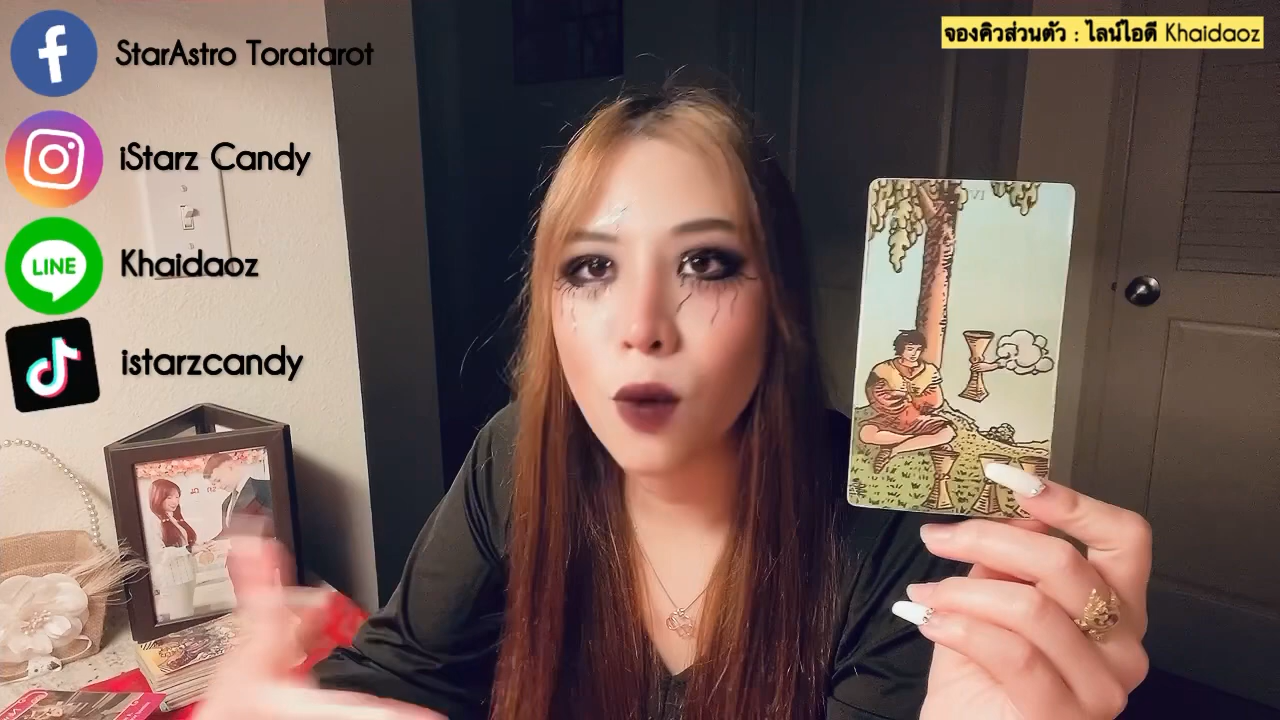 StarAstro Toratarot
จองคิวส่วนตัว : ไลน์ไอดี Khaidaoz
iStarz Candy
LINE
Khaidaoz
istarzcandy